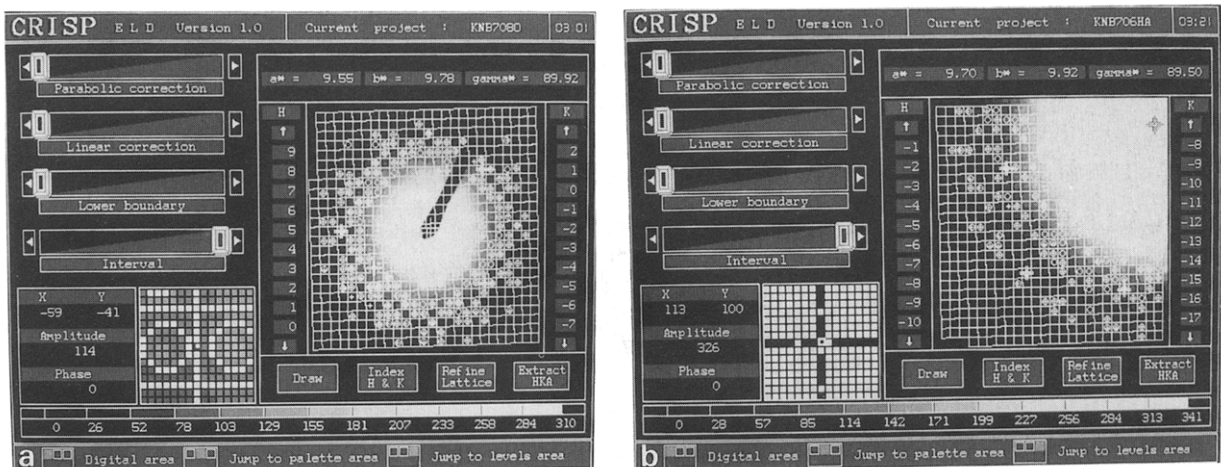 CRISP ELD Version 1.0 Current project : KNB7080 03:01
a* = 9.55 b* = 9.78 gamma* = 89.92
Parabolic correction
Linear correction
Lower boundary
Interval
H
9
8
7
6
5
4
3
2
1
0
K
2
1
0
-1
-2
-3
-4
-5
-6
-7
X Y
-59 -41
Amplitude
114
Phase
0
Draw
Index H & K
Refine Lattice
Extract HKA
0 26 52 78 103 129 155 181 207 233 258 284 310
a Digital area Jump to palette area Jump to levels area
CRISP ELD Version 1.0 Current project : KNB706HA 03:21
a* = 9.70 b* = 9.92 gamma* = 89.50
Parabolic correction
Linear correction
Lower boundary
Interval
H
-1
-2
-3
-4
-5
-6
-7
-8
-9
-10
K
-8
-9
-10
-11
-12
-13
-14
-15
-16
-17
X Y
113 100
Amplitude
326
Phase
0
Draw
Index H & K
Refine Lattice
Extract HKA
0 28 57 85 114 142 171 199 227 256 284 313 341
b Digital area Jump to palette area Jump to levels area